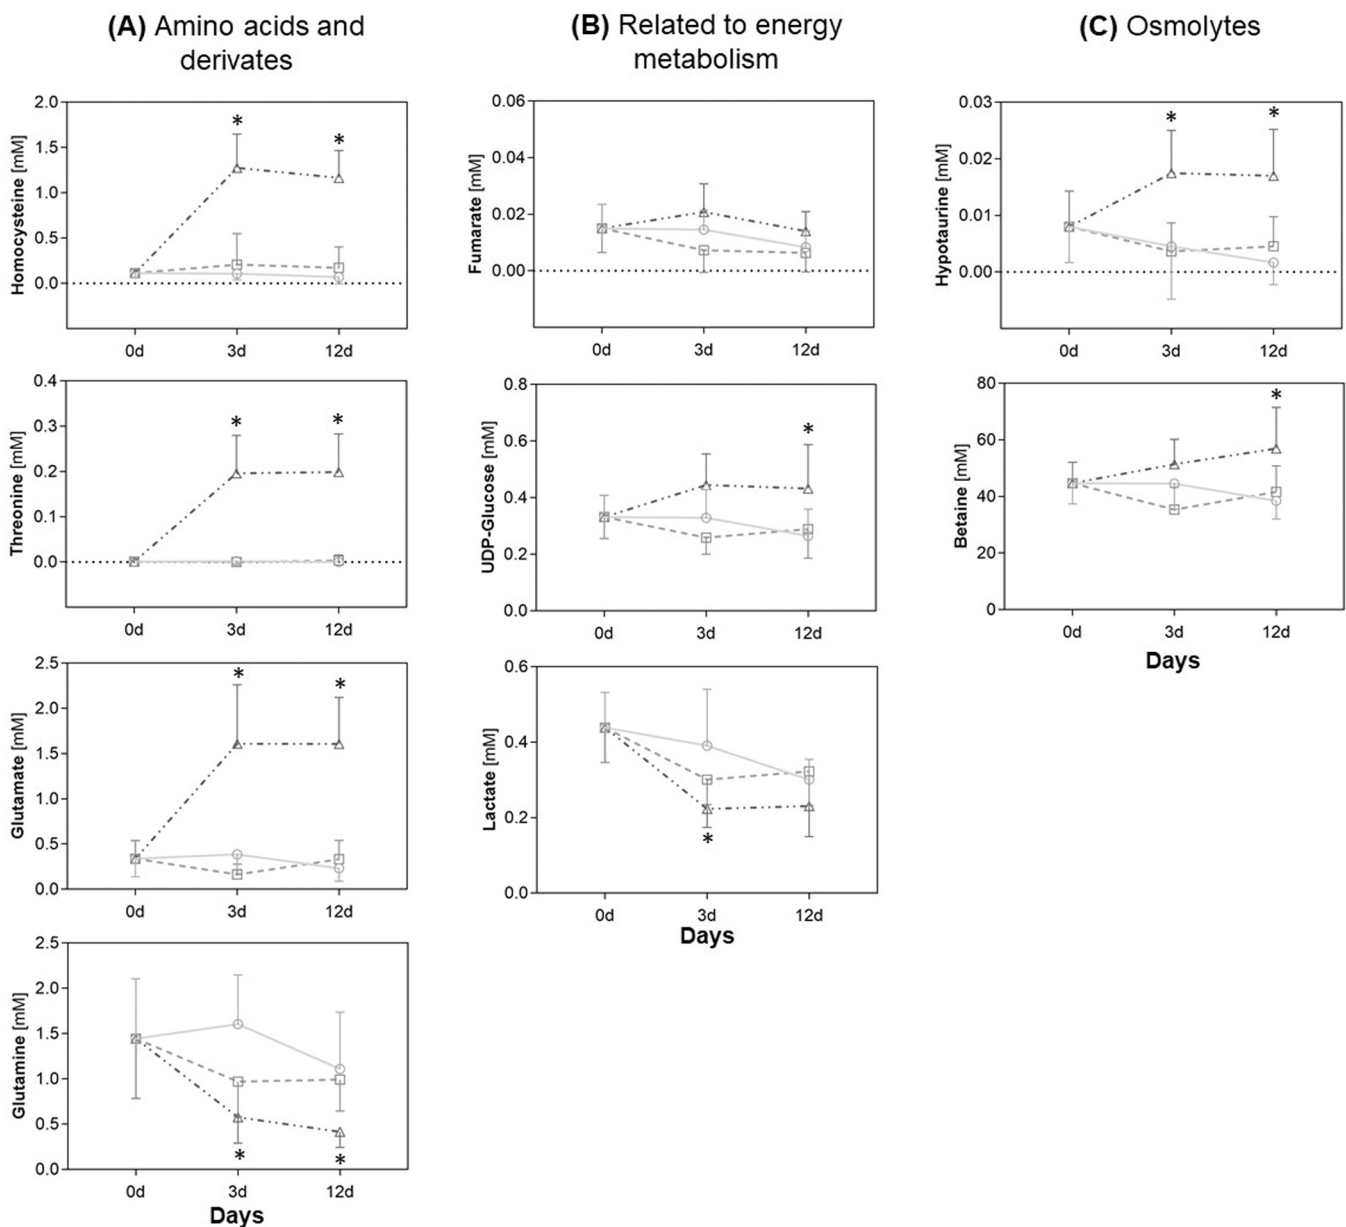 (A) Amino acids and
derivates
Homocysteine [mM]
2.0
1.5
1.0
0.5
0.0
*
*
0d 3d 12d
Threonine [mM]
0.4
0.3
0.2
0.1
0.0
*
*
0d 3d 12d
Glutamate [mM]
2.5
2.0
1.5
1.0
0.5
0.0
*
*
0d 3d 12d
Glutamine [mM]
2.5
2.0
1.5
1.0
0.5
0.0
*
*
0d 3d 12d
Days
(B) Related to energy
metabolism
Fumarate [mM]
0.06
0.04
0.02
0.00
0d 3d 12d
UDP-Glucose [mM]
0.8
0.6
0.4
0.2
0.0
*
0d 3d 12d
Lactate [mM]
0.6
0.4
0.2
0.0
*
0d 3d 12d
Days
(C) Osmolytes
Hypotaurine [mM]
0.03
0.02
0.01
0.00
*
*
0d 3d 12d
Betaine [mM]
80
60
40
20
0
*
0d 3d 12d
Days